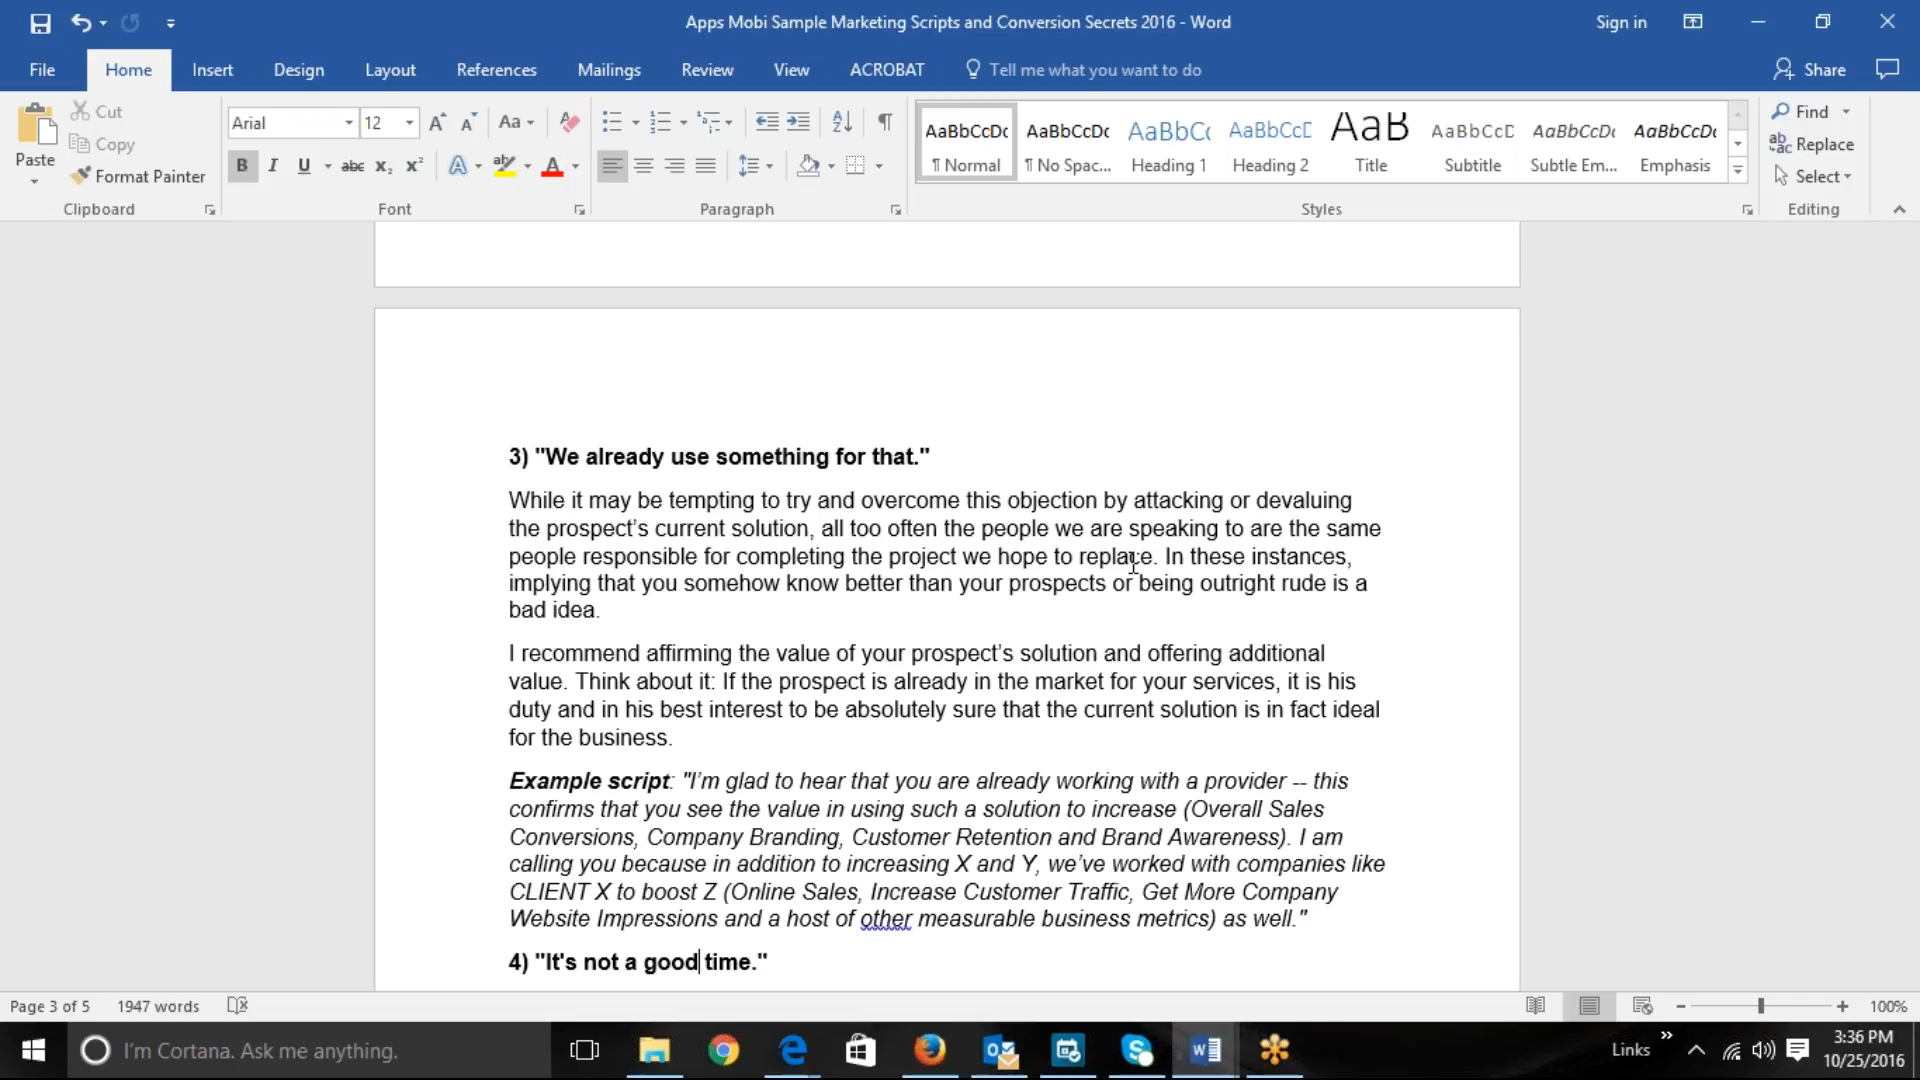 Apps Mobi Sample Marketing Scripts and Conversion Secrets 2016 - Word
Sign in
File
Home
Insert
Design
Layout
References
Mailings
Review
View
ACROBAT
Tell me what you want to do
Share
Paste
Cut
Copy
Format Painter
Clipboard
Arial
12
Aa
B I U abc x₂ x² A A
Font
Paragraph
AaBbCcDc
¶ Normal
AaBbCcDc
¶ No Spac...
AaBbCc
Heading 1
AaBbCcD
Heading 2
AaB
Title
AaBbCcD
Subtitle
AaBbCcDc
Subtle Em...
AaBbCcDc
Emphasis
Styles
Find
Replace
Select
Editing
3) "We already use something for that."
While it may be tempting to try and overcome this objection by attacking or devaluing
the prospect’s current solution, all too often the people we are speaking to are the same
people responsible for completing the project we hope to replace. In these instances,
implying that you somehow know better than your prospects or being outright rude is a
bad idea.
I recommend affirming the value of your prospect’s solution and offering additional
value. Think about it: If the prospect is already in the market for your services, it is his
duty and in his best interest to be absolutely sure that the current solution is in fact ideal
for the business.
Example script: "I’m glad to hear that you are already working with a provider -- this
confirms that you see the value in using such a solution to increase (Overall Sales
Conversions, Company Branding, Customer Retention and Brand Awareness). I am
calling you because in addition to increasing X and Y, we’ve worked with companies like
CLIENT X to boost Z (Online Sales, Increase Customer Traffic, Get More Company
Website Impressions and a host of other measurable business metrics) as well."
4) "It's not a good time."
Page 3 of 5
1947 words
100%
I'm Cortana. Ask me anything.
Links
3:36 PM
10/25/2016